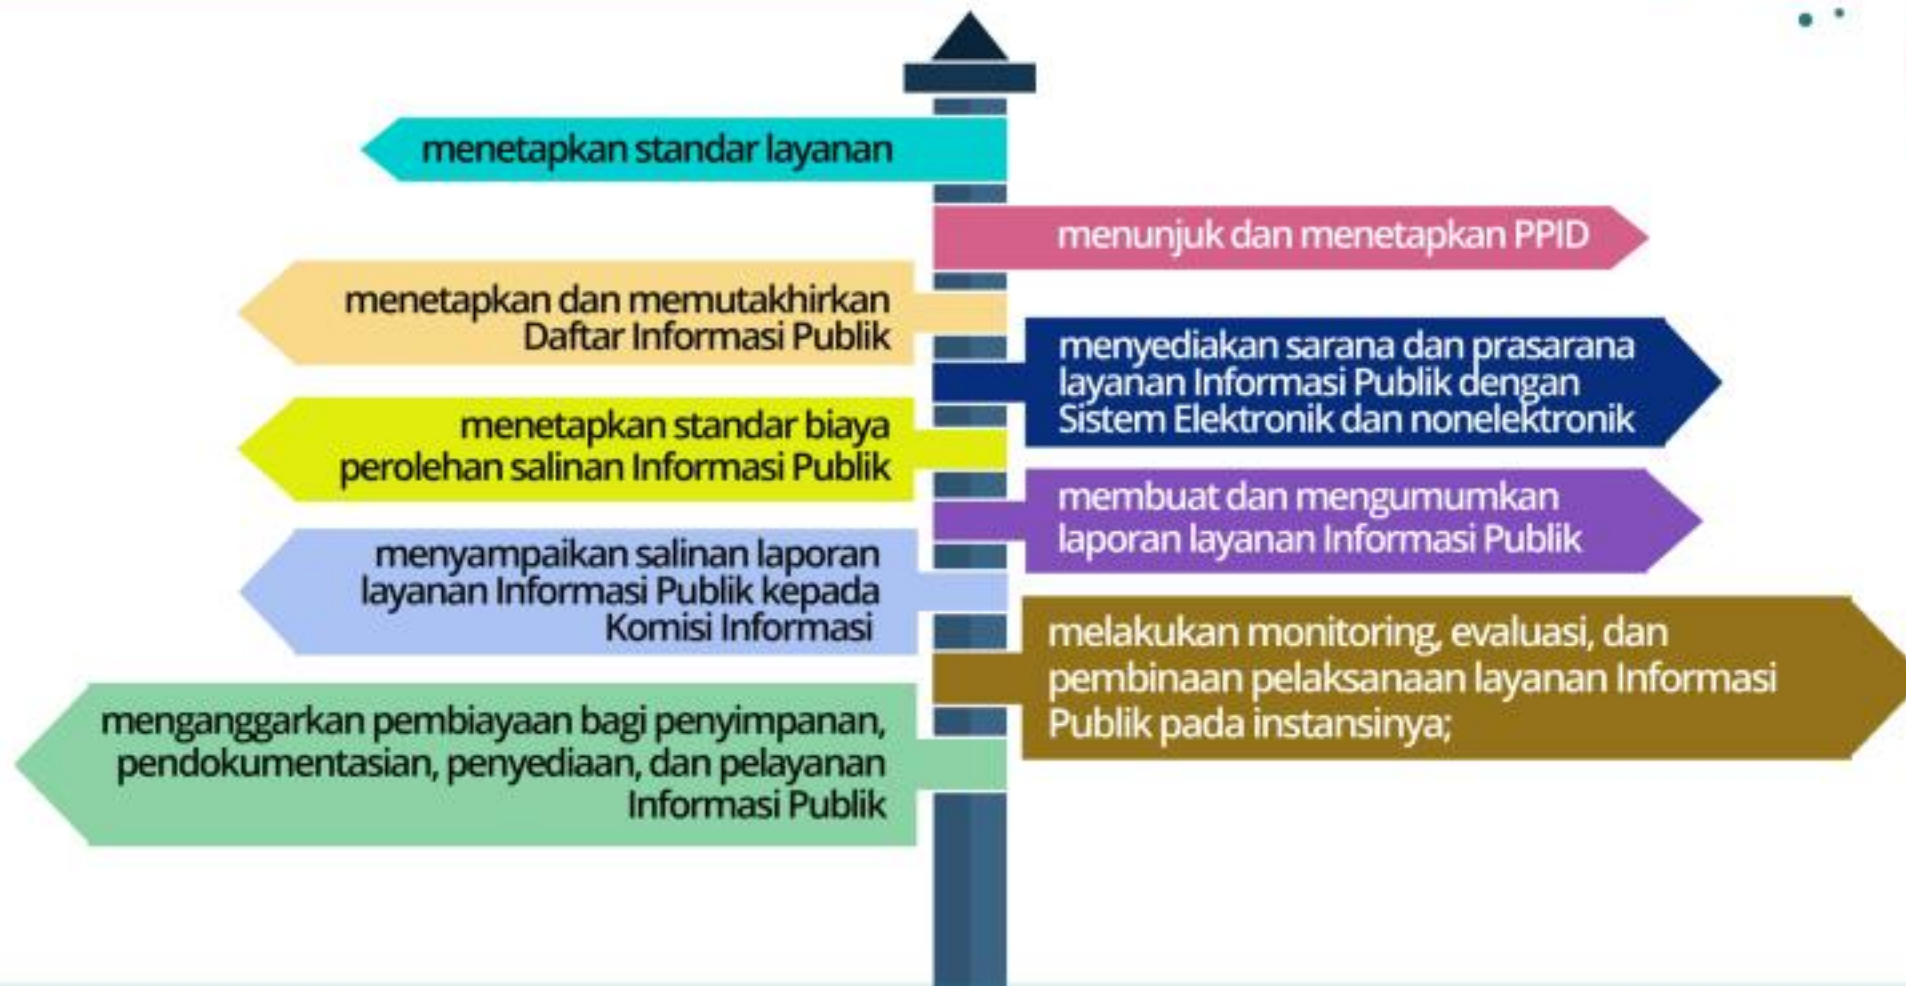 menetapkan standar layanan
menunjuk dan menetapkan PPID
menetapkan dan memutakhirkan
Daftar Informasi Publik
menyediakan sarana dan prasarana
layanan Informasi Publik dengan
Sistem Elektronik dan nonelektronik
menetapkan standar biaya
perolehan salinan Informasi Publik
membuat dan mengumumkan
laporan layanan Informasi Publik
menyampaikan salinan laporan
layanan Informasi Publik kepada
Komisi Informasi
melakukan monitoring, evaluasi, dan
pembinaan pelaksanaan layanan Informasi
Publik pada instansinya;
menganggarkan pembiayaan bagi penyimpanan,
pendokumentasian, penyediaan, dan pelayanan
Informasi Publik